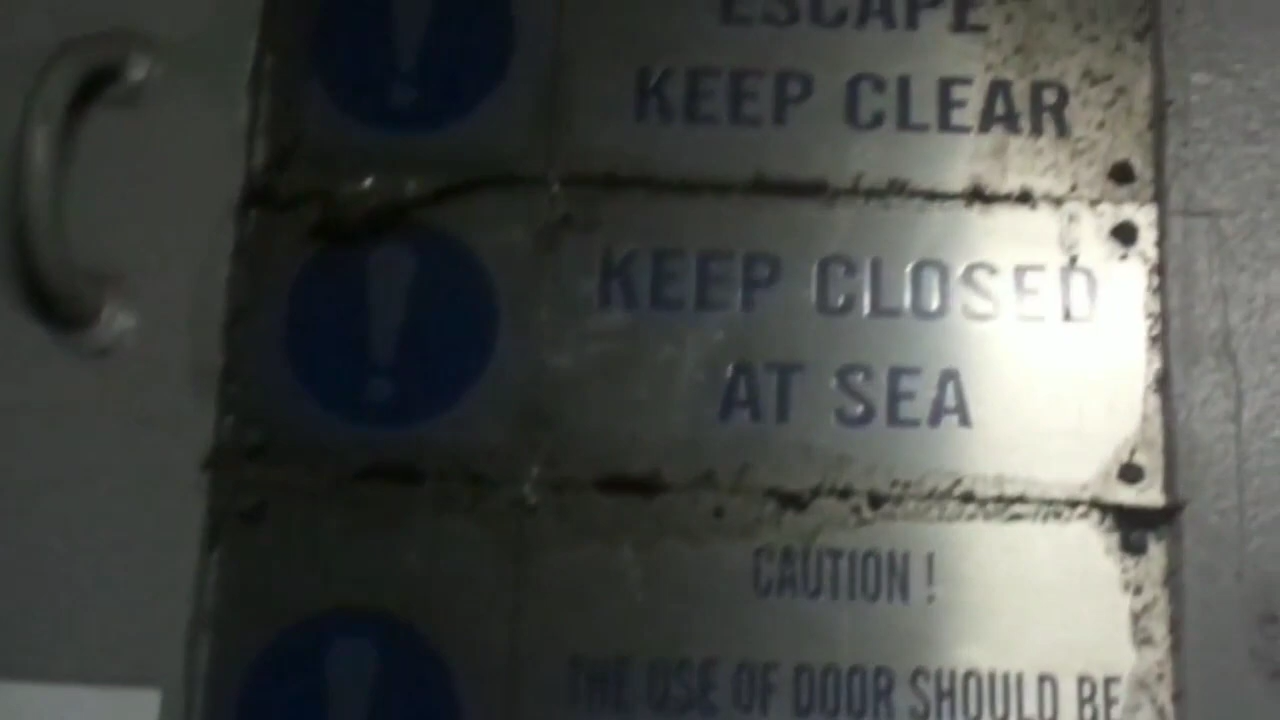 ESCAPE
KEEP CLEAR
KEEP CLOSED
AT SEA
CAUTION !
THE USE OF DOOR SHOULD BE